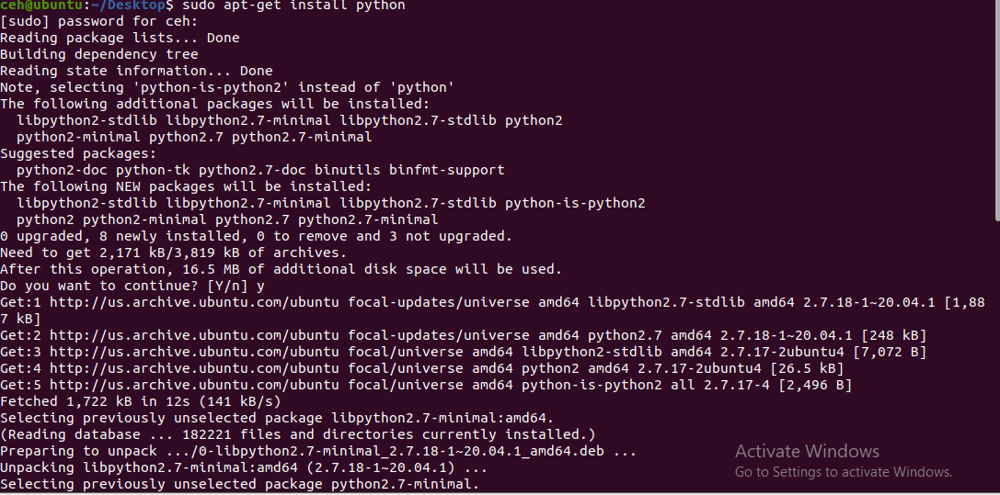 ceh@ubuntu:~/Desktop$ sudo apt-get install python
[sudo] password for ceh:
Reading package lists... Done
Building dependency tree
Reading state information... Done
Note, selecting 'python-is-python2' instead of 'python'
The following additional packages will be installed:
  libpython2-stdlib libpython2.7-minimal libpython2.7-stdlib python2
  python2-minimal python2.7 python2.7-minimal
Suggested packages:
  python2-doc python-tk python2.7-doc binutils binfmt-support
The following NEW packages will be installed:
  libpython2-stdlib libpython2.7-minimal libpython2.7-stdlib python-is-python2
  python2 python2-minimal python2.7 python2.7-minimal
0 upgraded, 8 newly installed, 0 to remove and 3 not upgraded.
Need to get 2,171 kB/3,819 kB of archives.
After this operation, 16.5 MB of additional disk space will be used.
Do you want to continue? [Y/n] y
Get:1 http://us.archive.ubuntu.com/ubuntu focal-updates/universe amd64 libpython2.7-stdlib amd64 2.7.18-1~20.04.1 [1,88
7 kB]
Get:2 http://us.archive.ubuntu.com/ubuntu focal-updates/universe amd64 python2.7 amd64 2.7.18-1~20.04.1 [248 kB]
Get:3 http://us.archive.ubuntu.com/ubuntu focal/universe amd64 libpython2-stdlib amd64 2.7.17-2ubuntu4 [7,072 B]
Get:4 http://us.archive.ubuntu.com/ubuntu focal/universe amd64 python2 amd64 2.7.17-2ubuntu4 [26.5 kB]
Get:5 http://us.archive.ubuntu.com/ubuntu focal/universe amd64 python-is-python2 all 2.7.17-4 [2,496 B]
Fetched 1,722 kB in 12s (141 kB/s)
Selecting previously unselected package libpython2.7-minimal:amd64.
(Reading database ... 182221 files and directories currently installed.)
Preparing to unpack .../0-libpython2.7-minimal_2.7.18-1~20.04.1_amd64.deb ...
Unpacking libpython2.7-minimal:amd64 (2.7.18-1~20.04.1) ...
Selecting previously unselected package python2.7-minimal.
Activate Windows
Go to Settings to activate Windows.